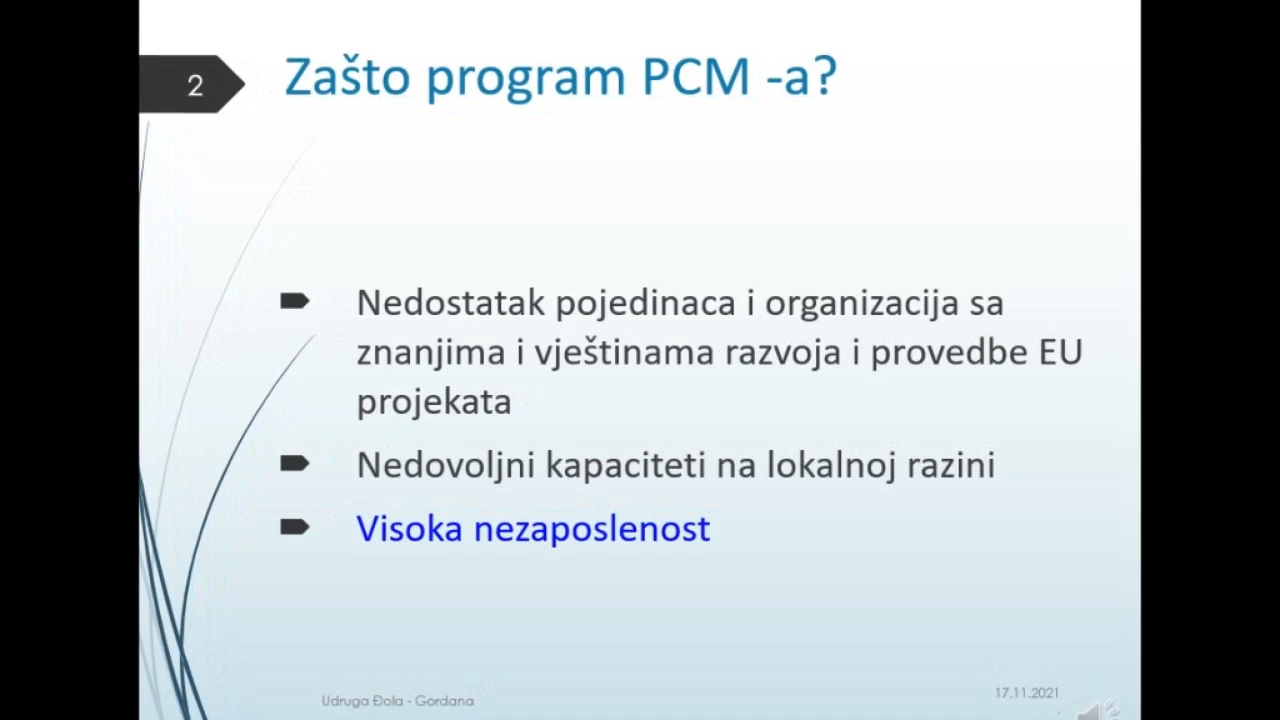 2
Zašto program PCM -a?
Nedostatak pojedinaca i organizacija sa
znanjima i vještinama razvoja i provedbe EU
projekata
Nedovoljni kapaciteti na lokalnoj razini
Visoka nezaposlenost
Udruga Đola - Gordana
17.11.2021